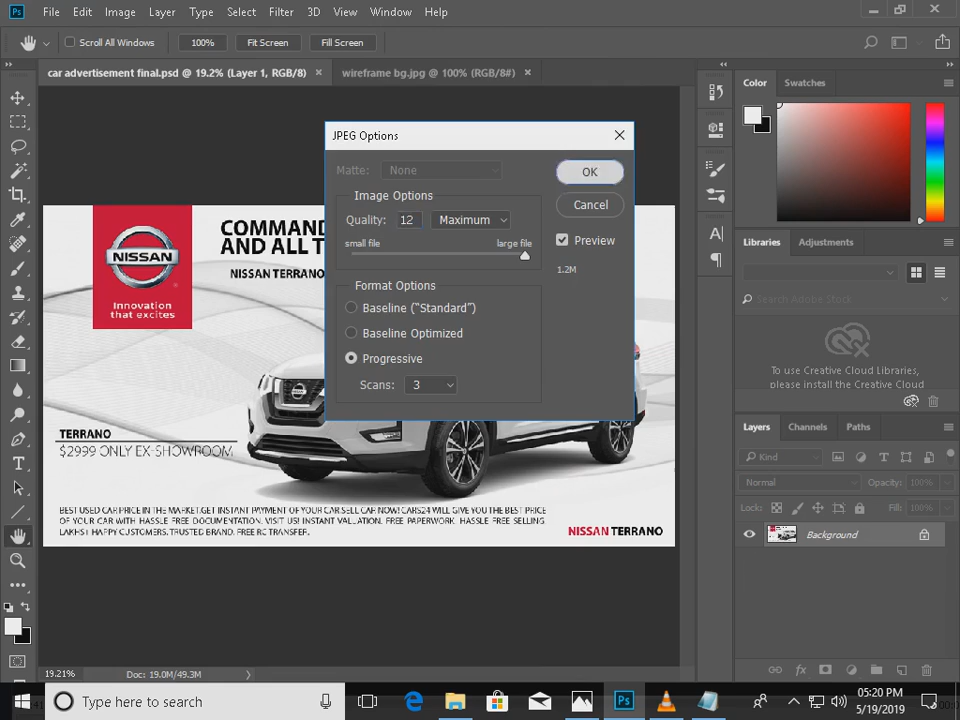 Ps File Edit Image Layer Type Select Filter 3D View Window Help
Scroll All Windows 100% Fit Screen Fill Screen
car advertisement final.psd @ 19.2% (Layer 1, RGB/8) × wireframe bg.jpg @ 100% (RGB/8#) ×
JPEG Options
Matte: None
OK
Image Options
Quality: 12 Maximum
Cancel
small file large file
Preview
1.2M
Format Options
Baseline ("Standard")
Baseline Optimized
Progressive
Scans: 3
COMMAND
AND ALL T
NISSAN
NISSAN TERRANO
Innovation
that excites
TERRANO
$2999 ONLY EX-SHOWROOM
BEST USED CAR PRICE IN THE MARKET.GET INSTANT PAYMENT OF YOUR CAR.SELL CAR NOW! CARS24 WILL GIVE YOU THE BEST PRICE
OF YOUR CAR WITH HASSLE FREE DOCUMENTATION. VISIT US! INSTANT VALUATION. FREE PAPERWORK. HASSLE FREE SELLING.
LAKH+ HAPPY CUSTOMERS. TRUSTED BRAND. FREE RC TRANSFER.
NISSAN TERRANO
Color Swatches
Libraries Adjustments
Search Adobe Stock
To use Creative Cloud Libraries,
please install the Creative Cloud
Layers Channels Paths
Kind
Normal Opacity: 100%
Lock: Fill: 100%
Background
19.21% Doc: 19.0M/49.3M
Type here to search
Ps
05:20 PM
5/19/2019